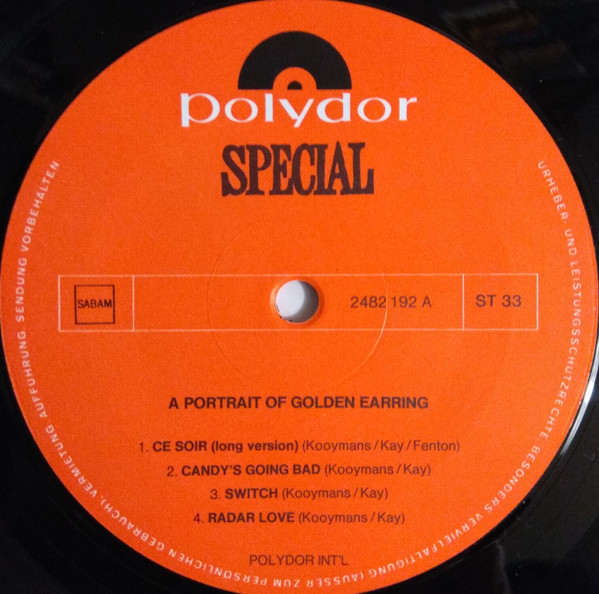 polydor
SPECIAL
SABAM
2482 192 A
ST 33
A PORTRAIT OF GOLDEN EARRING
1. CE SOIR (long version) (Kooymans/Kay/Fenton)
2. CANDY'S GOING BAD (Kooymans/Kay)
3. SWITCH (Kooymans/Kay)
4. RADAR LOVE (Kooymans/Kay)
POLYDOR INT'L
URHEBER- UND LEISTUNGSSCHUTZRECHTE, BESONDERS VERVIELFÄLTIGUNG (AUSSER ZUM PERSÖNLICHEN GEBRAUCH), VERMIETUNG, AUFFÜHRUNG, SENDUNG VORBEHALTEN